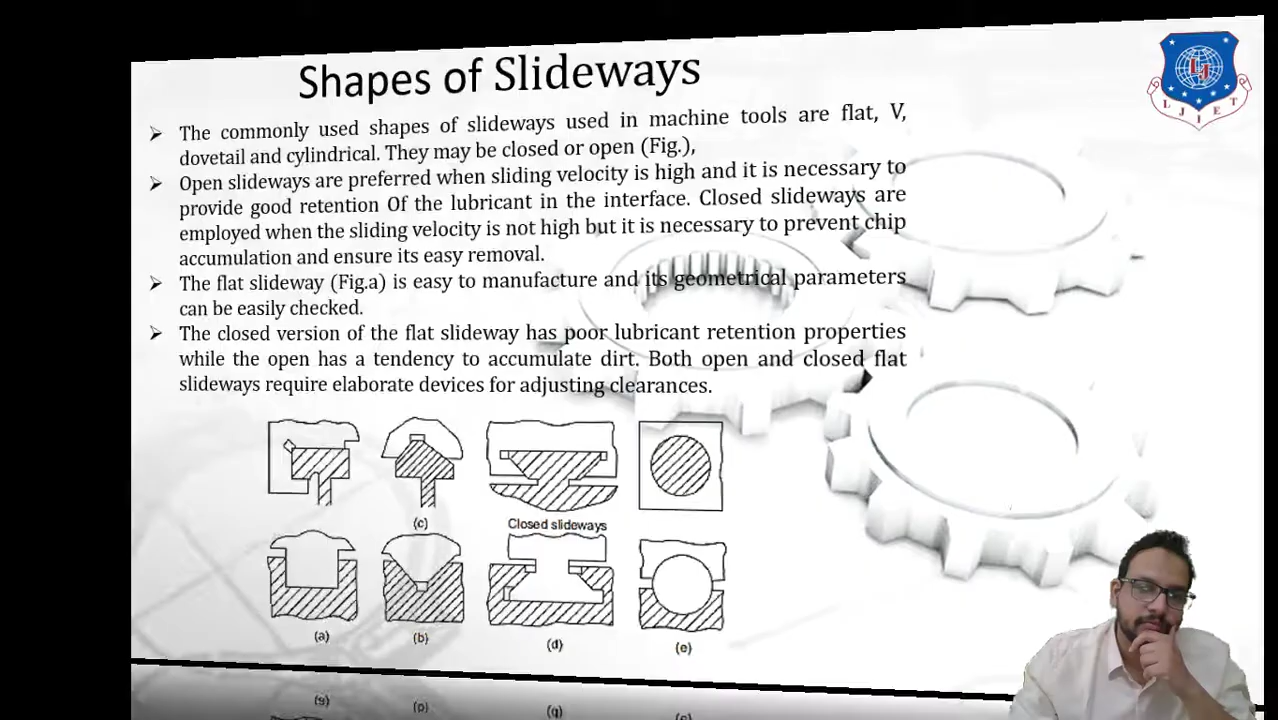 Shapes of Slideways
The commonly used shapes of slideways used in machine tools are flat, V,
dovetail and cylindrical. They may be closed or open (Fig.),
Open slideways are preferred when sliding velocity is high and it is necessary to
provide good retention Of the lubricant in the interface. Closed slideways are
employed when the sliding velocity is not high but it is necessary to prevent chip
accumulation and ensure its easy removal.
The flat slideway (Fig.a) is easy to manufacture and its geometrical parameters
can be easily checked.
The closed version of the flat slideway has poor lubricant retention properties
while the open has a tendency to accumulate dirt. Both open and closed flat
slideways require elaborate devices for adjusting clearances.
(c)
Closed slideways
(a)
(b)
(d)
(e)
LJIET